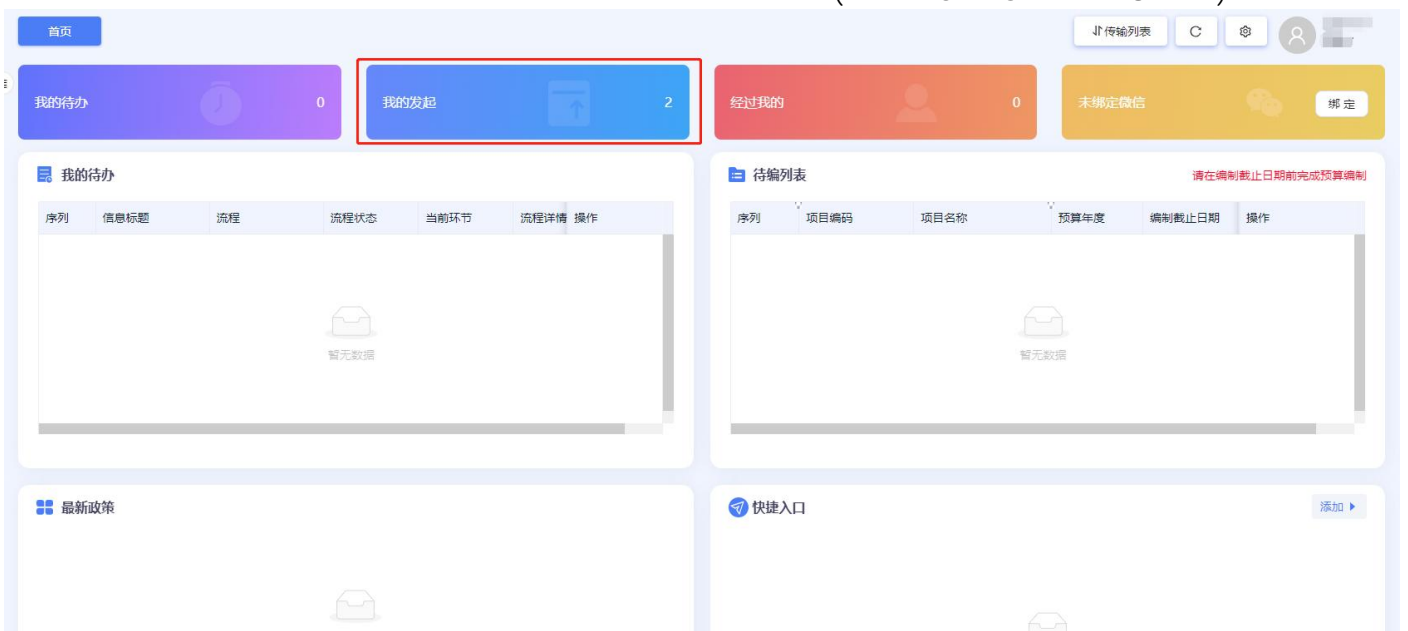 首页
传输列表
我的待办 0
我的发起 2
经过我的 0
未绑定微信 绑 定
我的待办
待编列表 请在编制截止日期前完成预算编制
序列 信息标题 流程 流程状态 当前环节 流程详情 操作
序列 项目编码 项目名称 预算年度 编制截止日期 操作
暂无数据
暂无数据
最新政策
快捷入口 添加